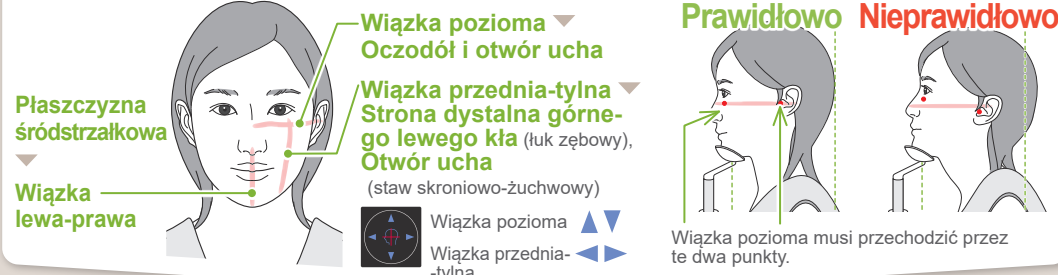 Płaszczyzna
śródstrzałkowa
Wiązka
lewa-prawa
Wiązka pozioma
Oczodół i otwór ucha
Wiązka przednia-tylna
Strona dystalna górne-
go lewego kła (łuk zębowy),
Otwór ucha
(staw skroniowo-żuchwowy)
Wiązka pozioma
Wiązka przednia-
-tylna
Prawidłowo
Nieprawidłowo
Wiązka pozioma musi przechodzić przez
te dwa punkty.